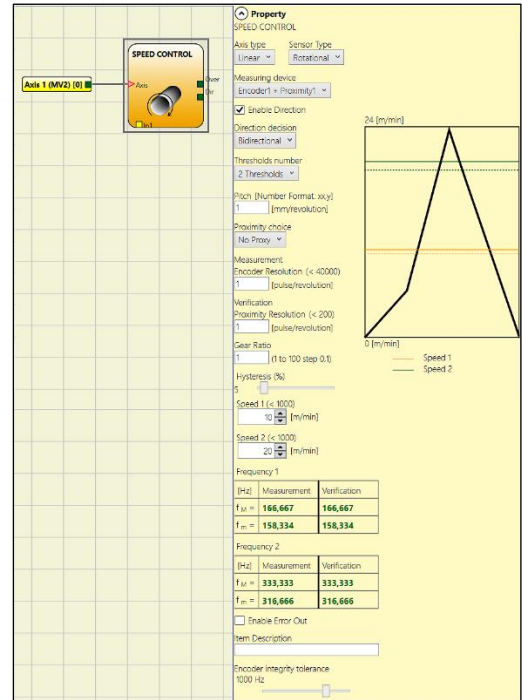 SPEED CONTROL
Axis 1 (MV2) [0]
Axis
Over
Dir
In1
Property
SPEED CONTROL
Axis type Sensor Type
Linear Rotational
Measuring device
Encoder1 + Proximity1
Enable Direction
Direction decision
Bidirectional
Thresholds number
2 Thresholds
Pitch [Number Format. xx,y]
1 [mm/revolution]
Proximity choice
No Proxy
Measurement
Encoder Resolution (< 40000)
1 [pulse/revolution]
Verification
Proximity Resolution (< 200)
1 [pulse/revolution]
Gear Ratio
1 (1 to 100 step 0.1)
Hysteresis (%)
5
Speed 1 (< 1000)
10 [m/min]
Speed 2 (< 1000)
20 [m/min]
Frequency 1
[Hz] Measurement Verification
f M = 166,667 166,667
f m = 158,334 158,334
Frequency 2
[Hz] Measurement Verification
f M = 333,333 333,333
f m = 316,666 316,666
Enable Error Out
Item Description
Encoder integrity tolerance
1000 Hz
24 [m/min]
0 [m/min]
Speed 1
Speed 2